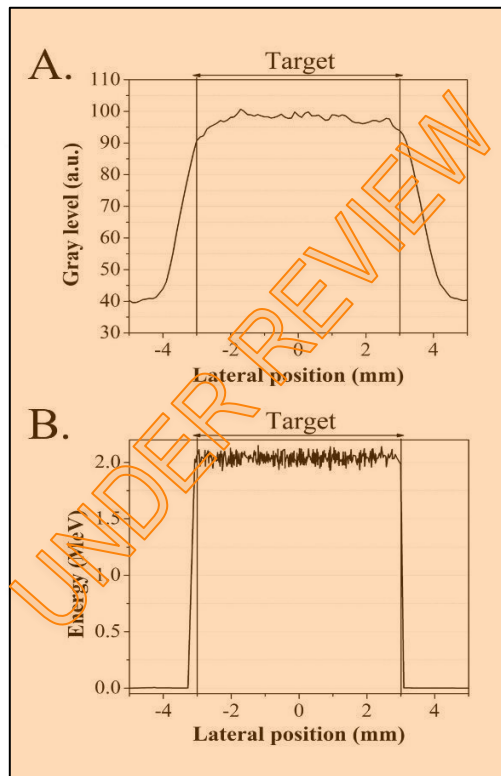 A.
Target
110
100
90
80
70
60
50
40
30
Gray level (a.u.)
-4 -2 0 2 4
Lateral position (mm)
B.
Target
2.0
1.5
1.0
0.5
0.0
Energy (MeV)
-4 -2 0 2 4
Lateral position (mm)
UNDER REVIEW